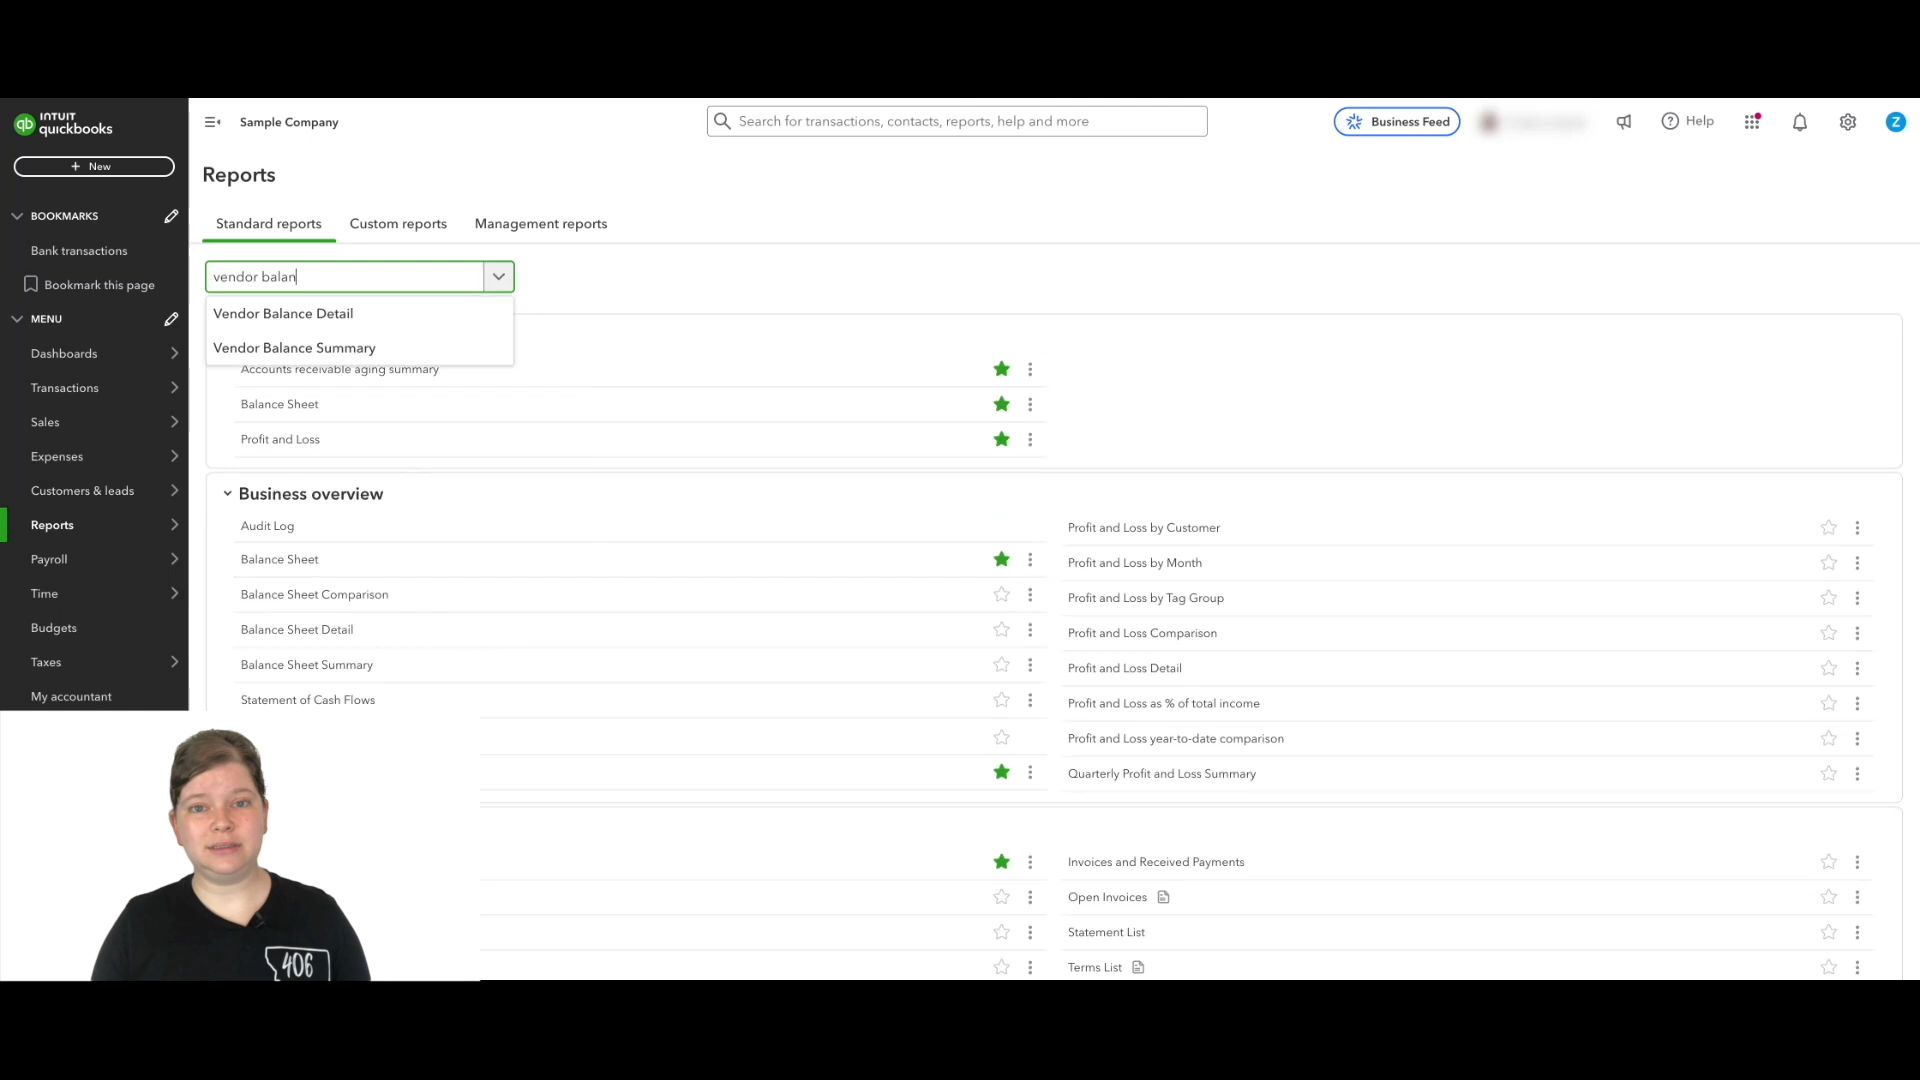 INTUIT
quickbooks
Sample Company
Search for transactions, contacts, reports, help and more
Business Feed
Help
Z
+ New
Reports
BOOKMARKS
Bank transactions
Bookmark this page
MENU
Dashboards
Transactions
Sales
Expenses
Customers & leads
Reports
Payroll
Time
Budgets
Taxes
My accountant
Standard reports
Custom reports
Management reports
vendor balan
Vendor Balance Detail
Vendor Balance Summary
Accounts receivable aging summary
Balance Sheet
Profit and Loss
Business overview
Audit Log
Balance Sheet
Balance Sheet Comparison
Balance Sheet Detail
Balance Sheet Summary
Statement of Cash Flows
Profit and Loss by Customer
Profit and Loss by Month
Profit and Loss by Tag Group
Profit and Loss Comparison
Profit and Loss Detail
Profit and Loss as % of total income
Profit and Loss year-to-date comparison
Quarterly Profit and Loss Summary
Invoices and Received Payments
Open Invoices
Statement List
Terms List
406